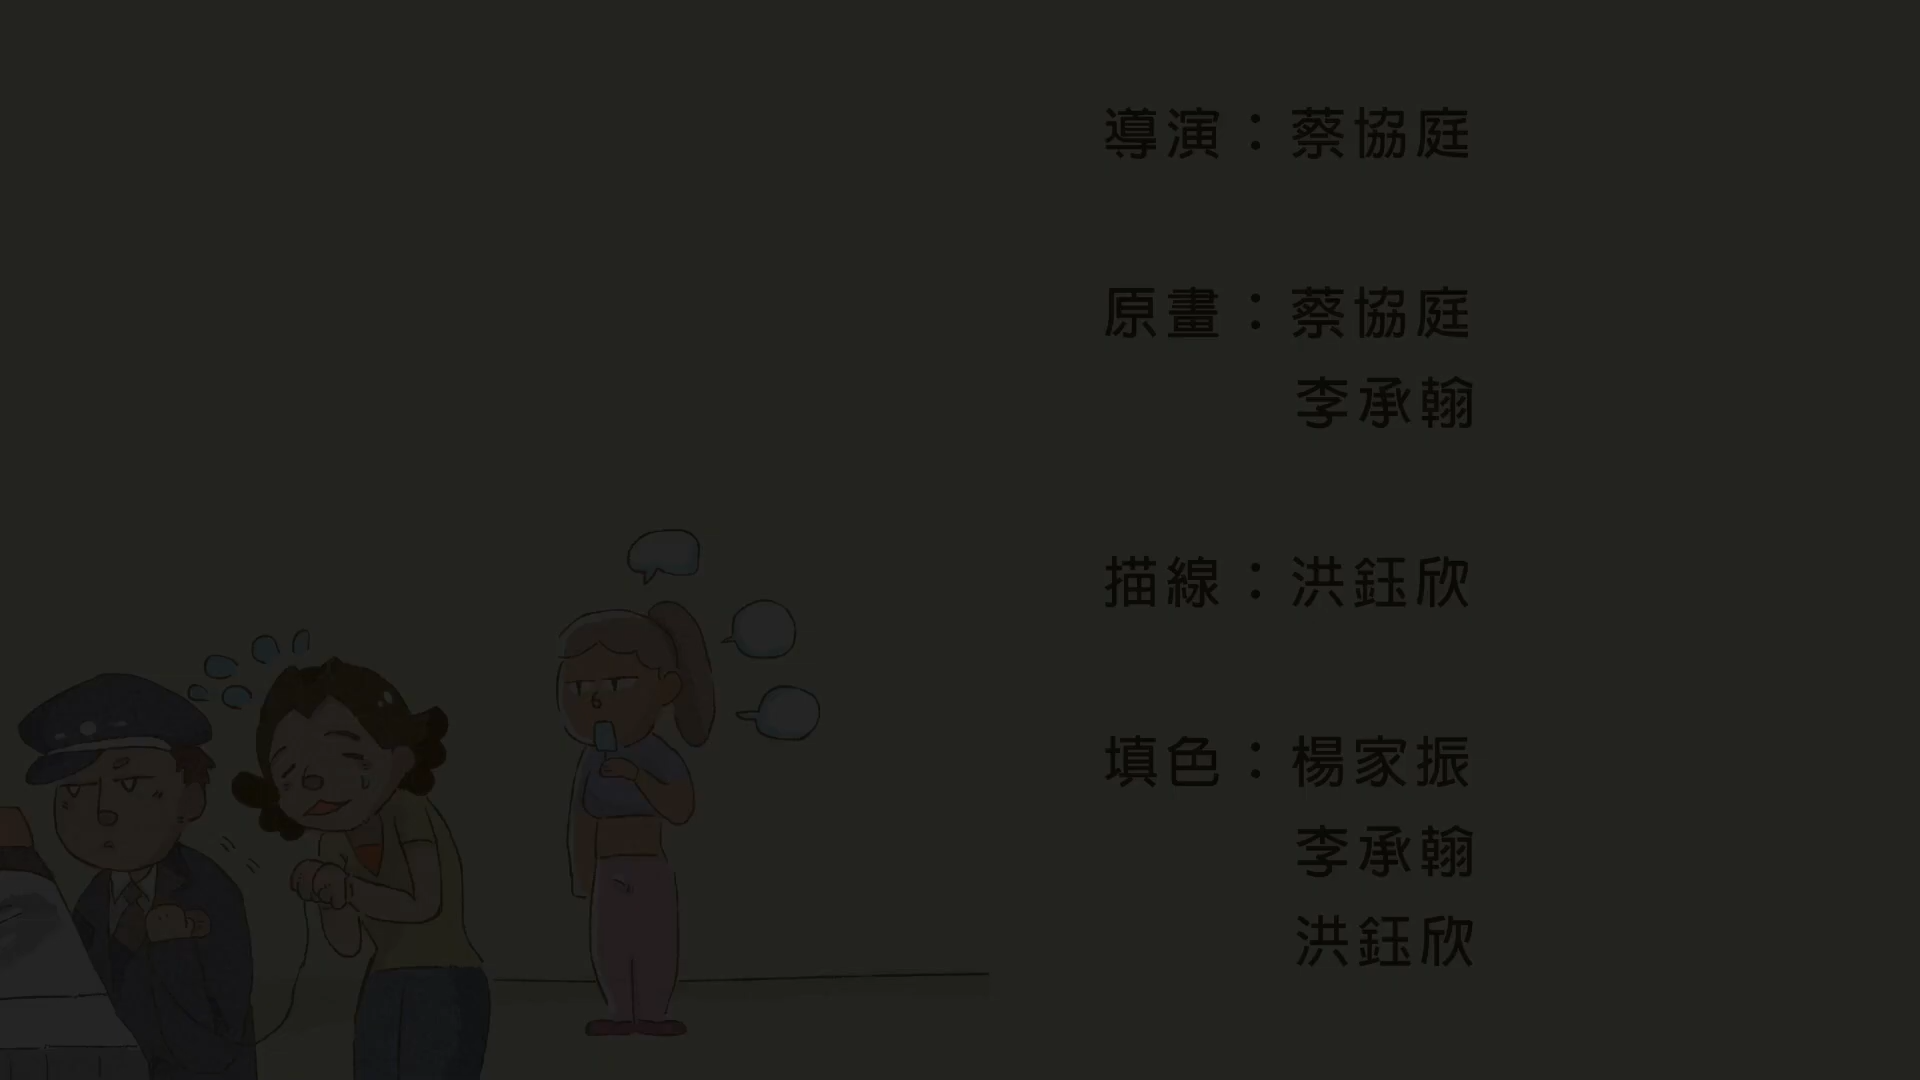 導演：蔡協庭
原畫：蔡協庭
李承翰
描線：洪鈺欣
填色：楊家振
李承翰
洪鈺欣